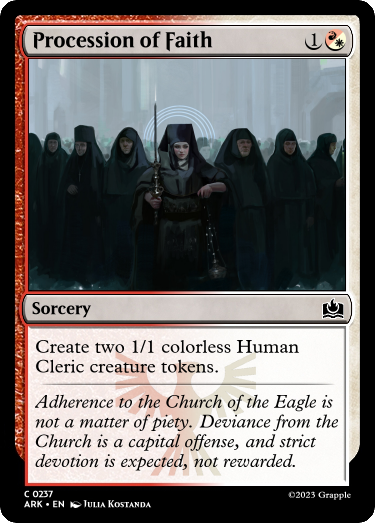 Procession of Faith 1
Sorcery
Create two 1/1 colorless Human
Cleric creature tokens.
Adherence to the Church of the Eagle is
not a matter of piety. Deviance from the
Church is a capital offense, and strict
devotion is expected, not rewarded.
C 0237
ARK • EN Julia Kostanda
©2023 Grapple